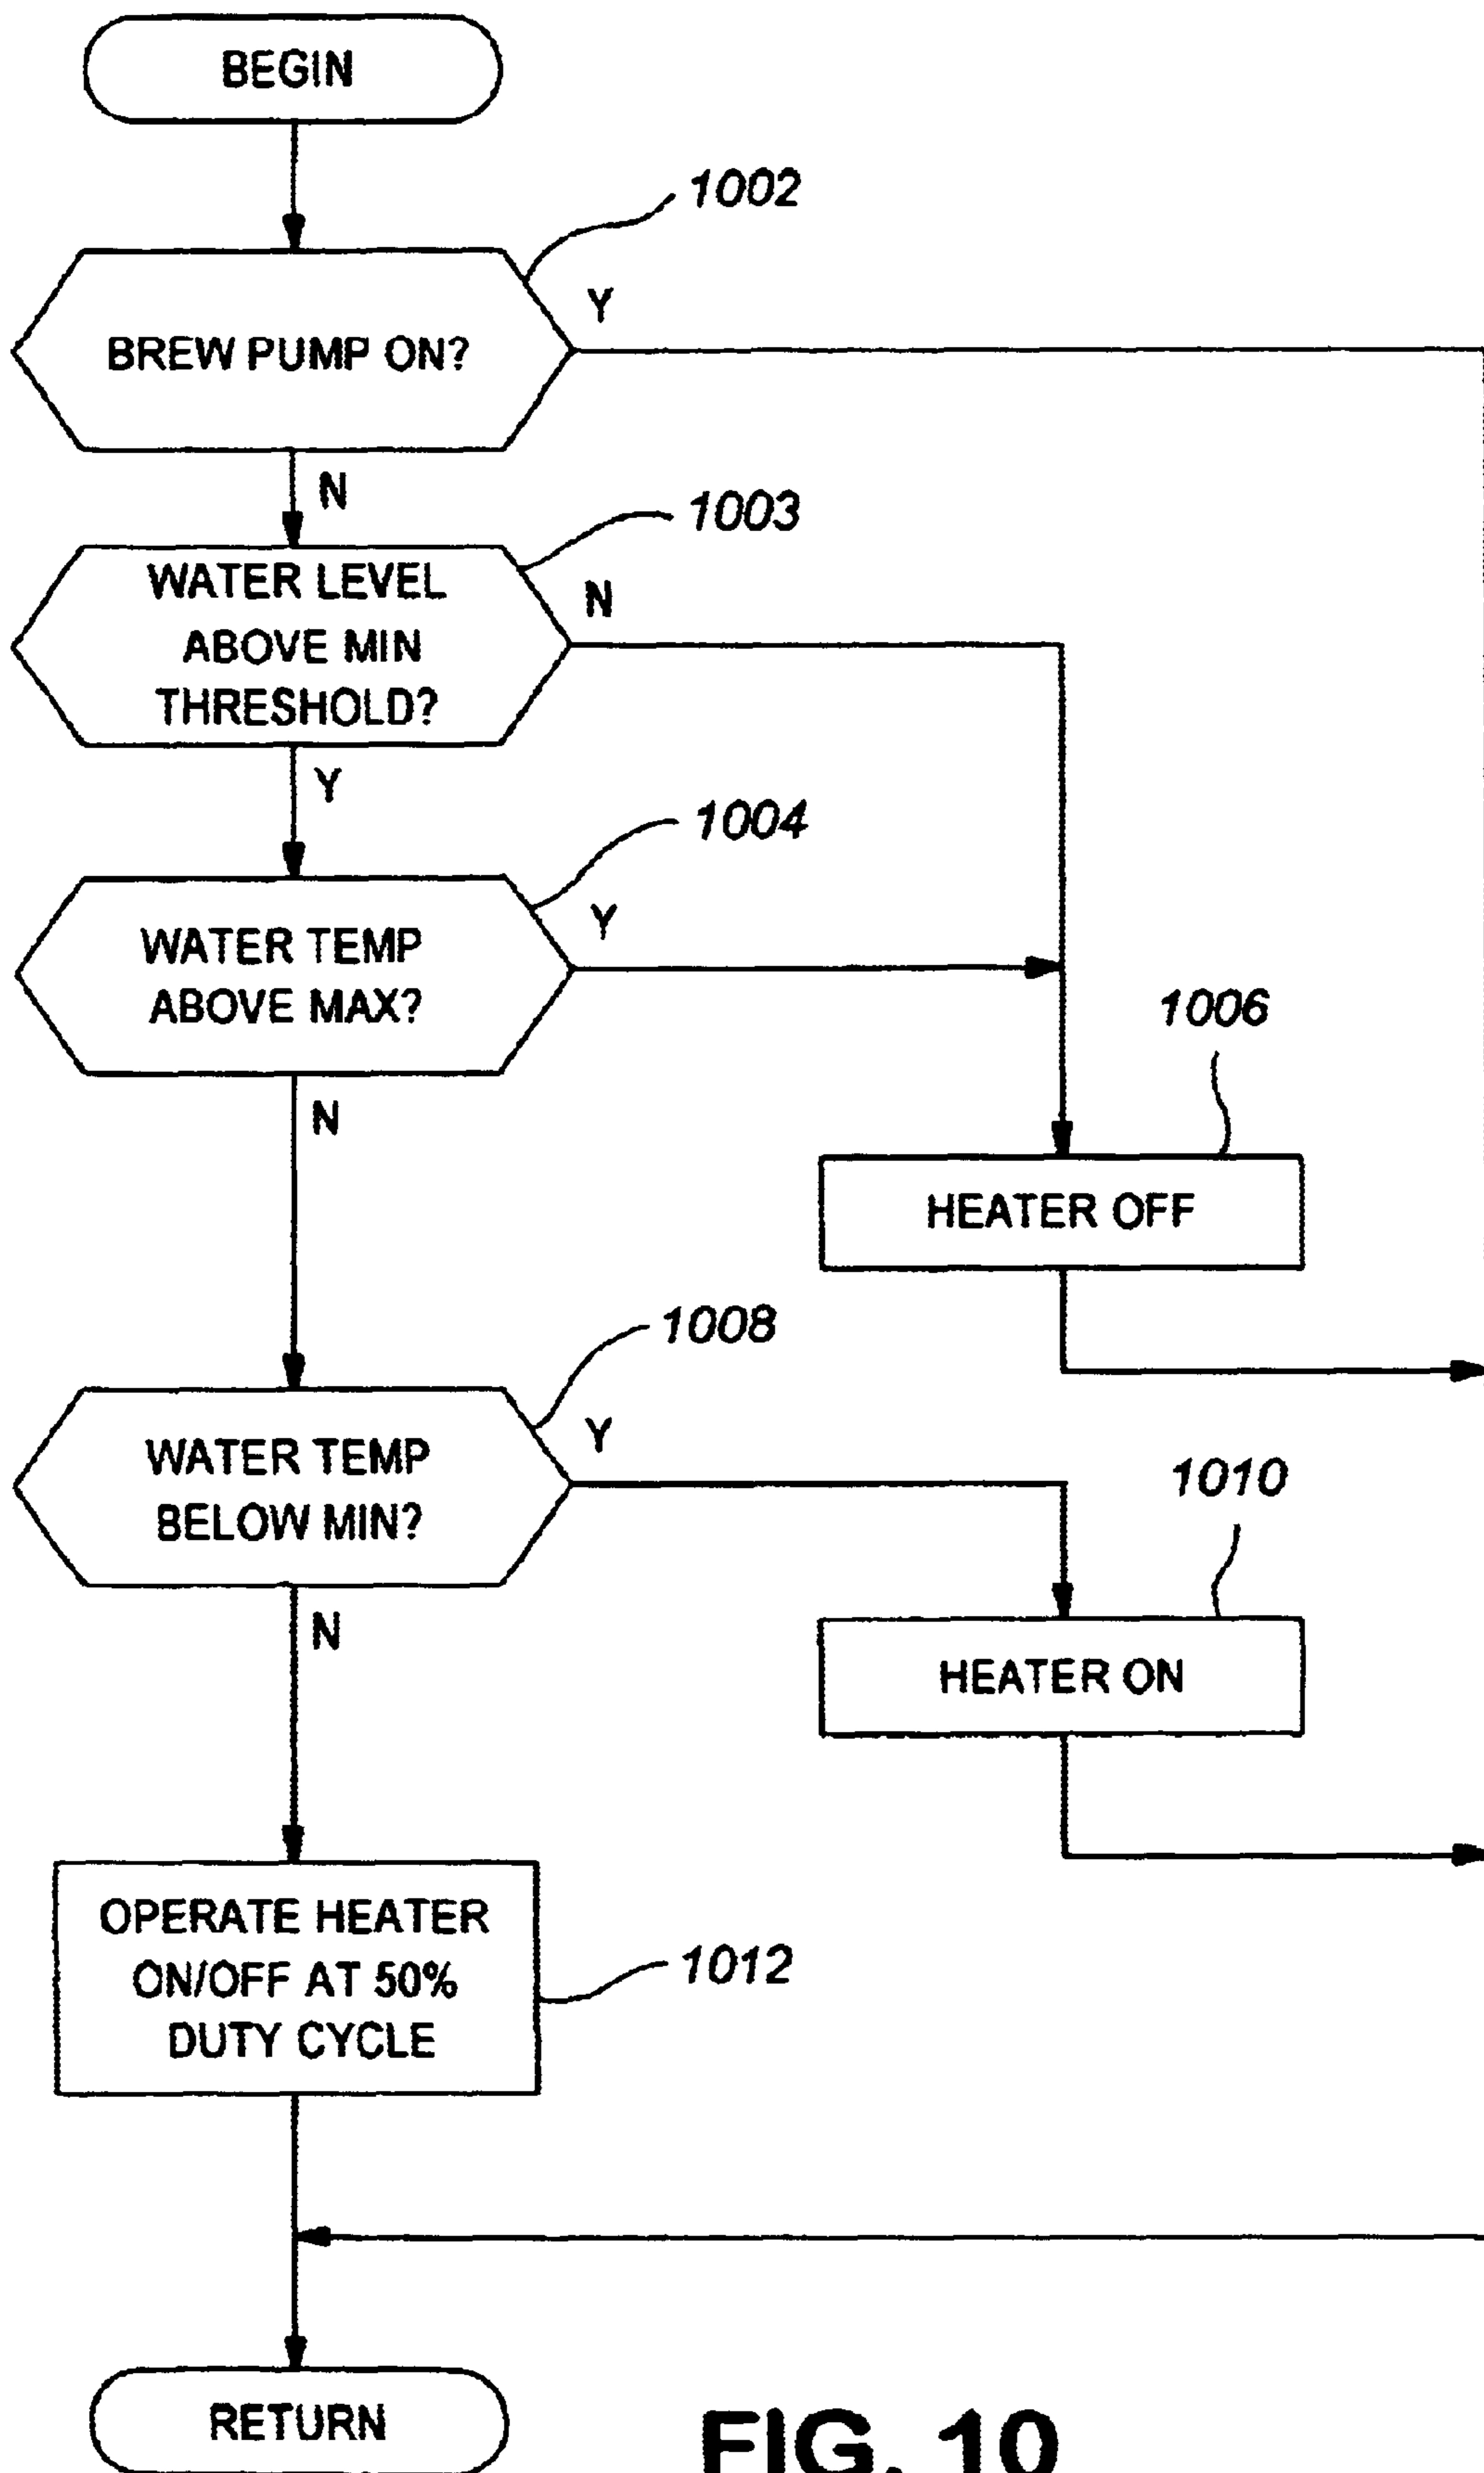 BEGIN
1002
BREW PUMP ON?
Y
N
1003
WATER LEVEL
ABOVE MIN
THRESHOLD?
N
Y
1004
WATER TEMP
ABOVE MAX?
Y
N
1006
HEATER OFF
1008
WATER TEMP
BELOW MIN?
Y
N
1010
HEATER ON
OPERATE HEATER
ON/OFF AT 50%
DUTY CYCLE
1012
RETURN
FIG. 10